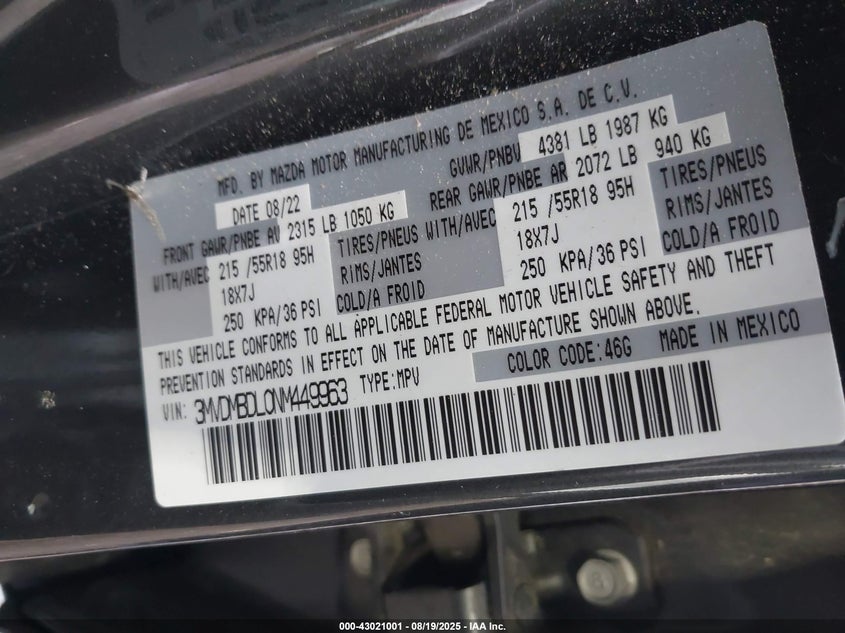 MFD. BY MAZDA MOTOR MANUFACTURING DE MEXICO S.A. DE C.V.
DATE 08/22 GVWR/PNBV 4381 LB 1987 KG
FRONT GAWR/PNBE AV 2315 LB 1050 KG REAR GAWR/PNBE AR 2072 LB 940 KG
WITH/AVEC 215 /55R18 95H TIRES/PNEUS WITH/AVEC 215 /55R18 95H TIRES/PNEUS
18X7J RIMS/JANTES 18X7J RIMS/JANTES
250 KPA/36 PSI COLD/A FROID 250 KPA/36 PSI COLD/A FROID
THIS VEHICLE CONFORMS TO ALL APPLICABLE FEDERAL MOTOR VEHICLE SAFETY AND THEFT
PREVENTION STANDARDS IN EFFECT ON THE DATE OF MANUFACTURE SHOWN ABOVE.
COLOR CODE:46G MADE IN MEXICO
VIN: 3MVDMBDL0NM449963 TYPE:MPV
8
000-43021001 - 08/19/2025 - IAA Inc.